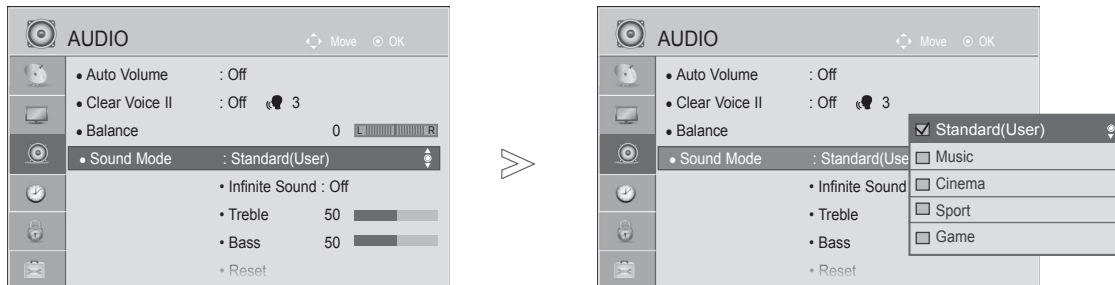 AUDIO
Move OK
• Auto Volume : Off
• Clear Voice II : Off 3
• Balance 0 L R
• Sound Mode : Standard(User)
• Infinite Sound : Off
• Treble 50
• Bass 50
• Reset
AUDIO
Move OK
• Auto Volume : Off
• Clear Voice II : Off 3
• Balance
• Sound Mode : Standard(Use
• Infinite Sound
• Treble
• Bass
• Reset
Standard(User)
Music
Cinema
Sport
Game